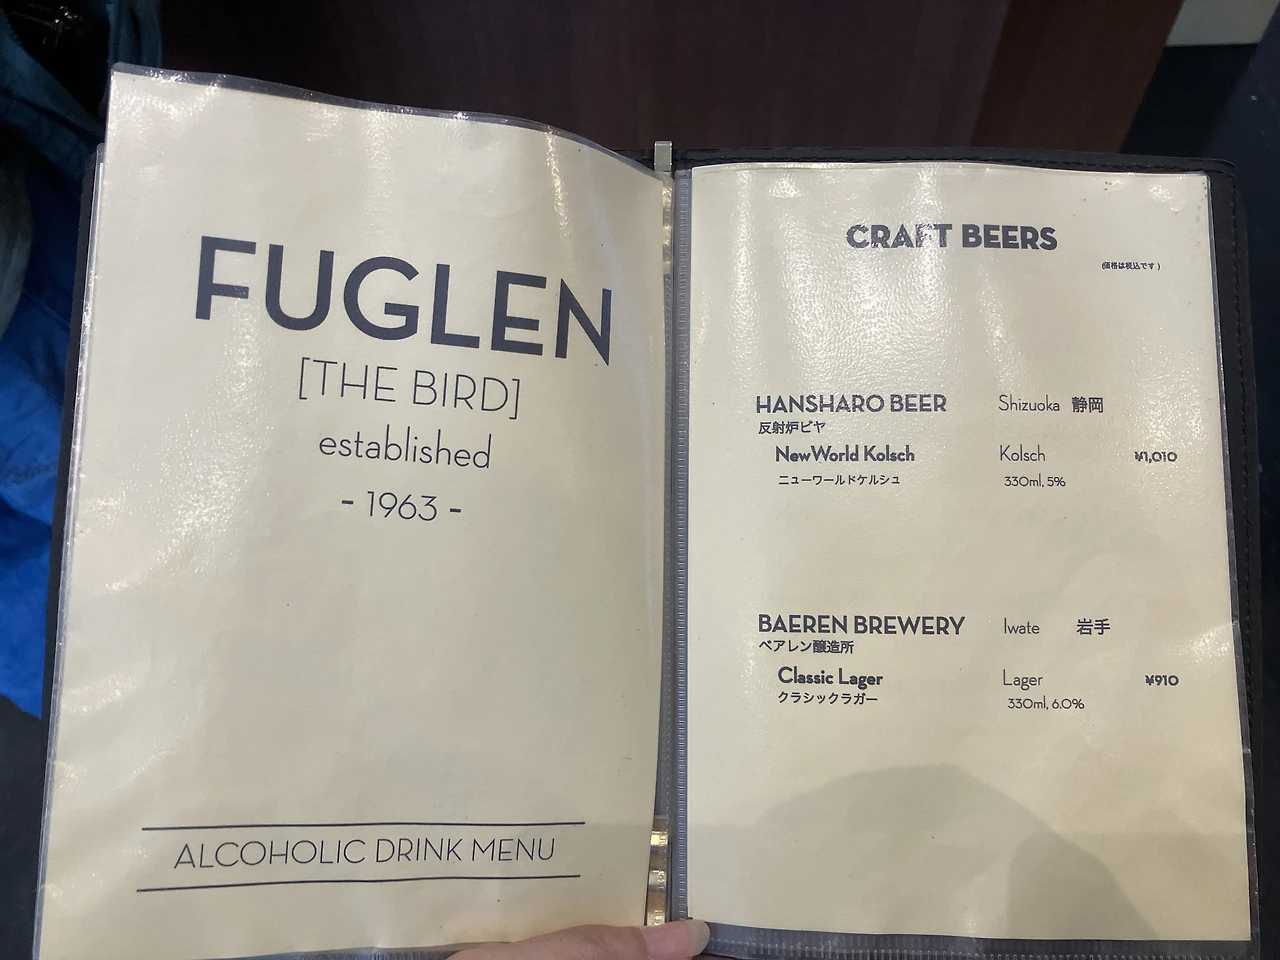 FUGLEN
[THE BIRD]
established
- 1963 -
ALCOHOLIC DRINK MENU
CRAFT BEERS
(価格は税込です)
HANSHARO BEER Shizuoka 静岡
反射炉ビヤ
NewWorld Kolsch Kolsch ¥1,010
ニューワールドケルシュ 330ml, 5%
BAEREN BREWERY Iwate 岩手
ベアレン醸造所
Classic Lager Lager ¥910
クラシックラガー 330ml, 6.0%